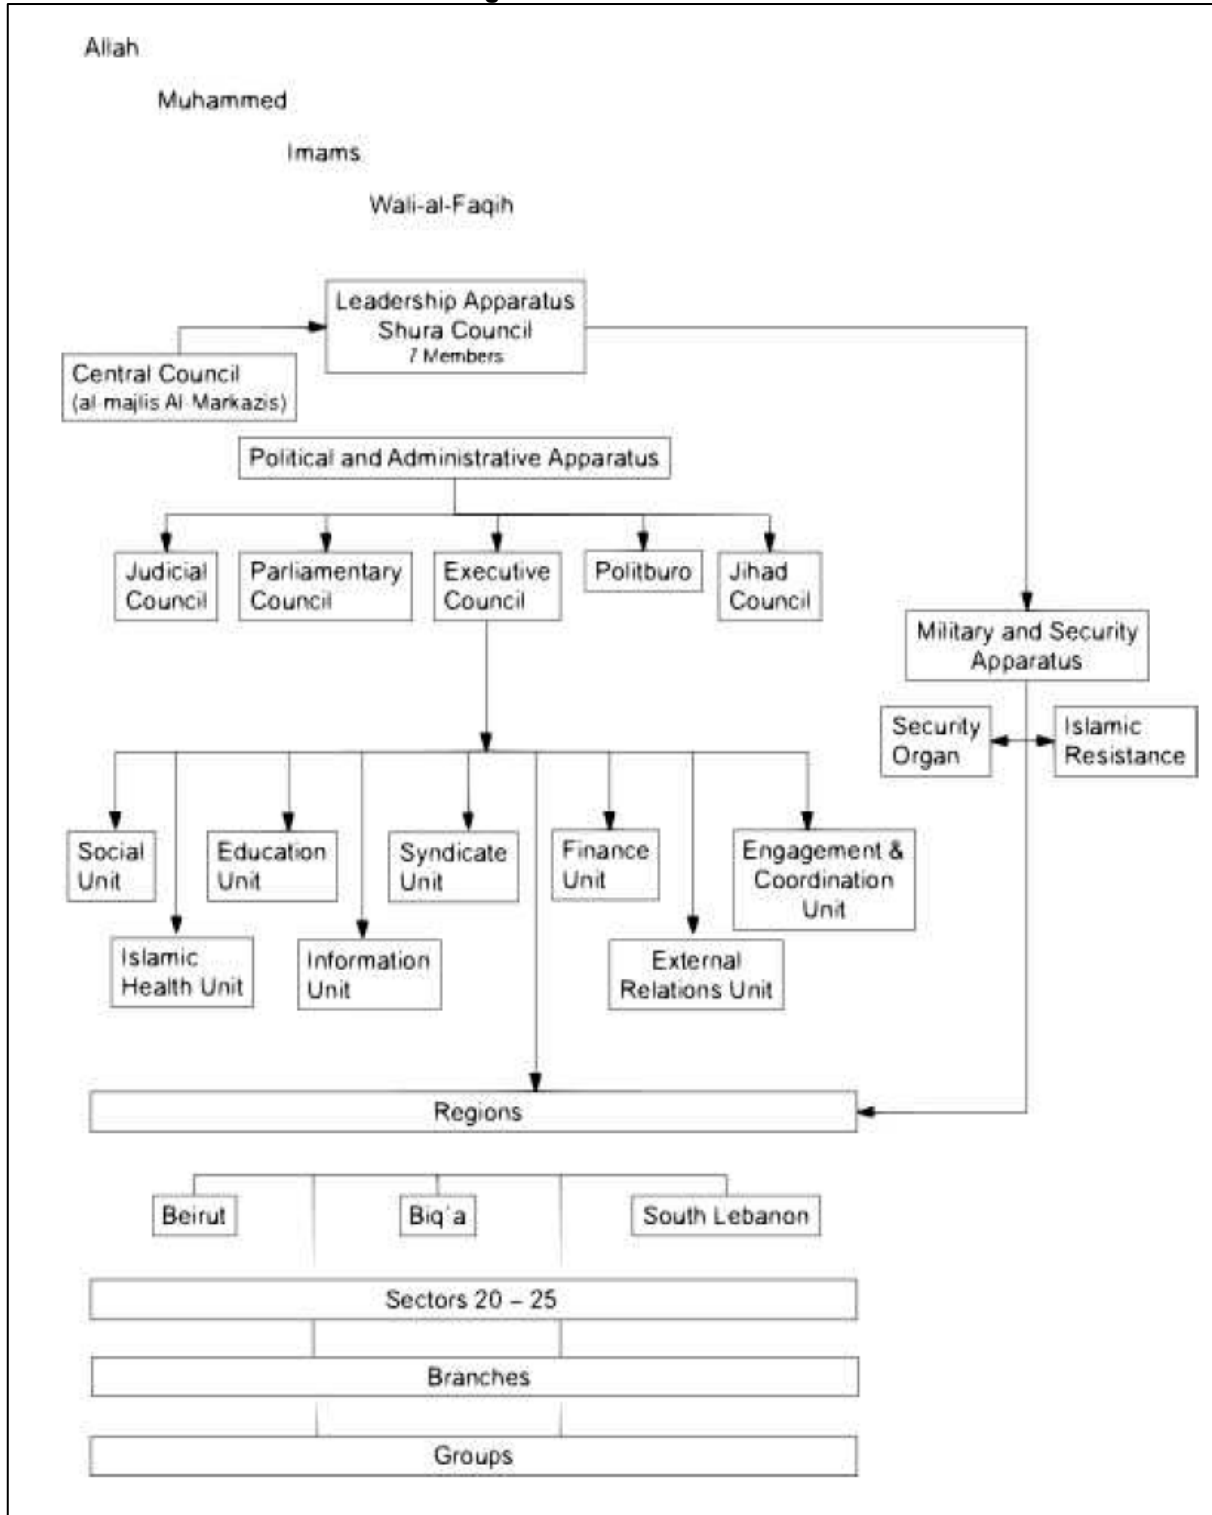 Allah
Muhammed
Imams
Wali-al-Faqih
Leadership Apparatus
Shura Council
7 Members
Central Council
(al-majlis Al-Markazis)
Political and Administrative Apparatus
Judicial
Council
Parliamentary
Council
Executive
Council
Politburo
Jihad
Council
Military and Security
Apparatus
Security
Organ
Islamic
Resistance
Social
Unit
Education
Unit
Syndicate
Unit
Finance
Unit
Engagement &
Coordination
Unit
Islamic
Health Unit
Information
Unit
External
Relations Unit
Regions
Beirut
Biq'a
South Lebanon
Sectors 20 – 25
Branches
Groups